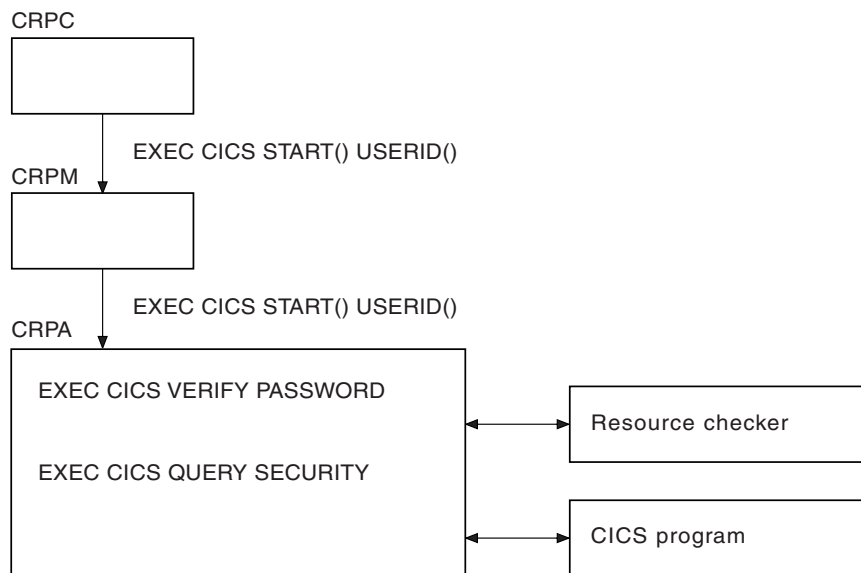 CRPC
EXEC CICS START() USERID()
CRPM
EXEC CICS START() USERID()
CRPA
EXEC CICS VERIFY PASSWORD
Resource checker
EXEC CICS QUERY SECURITY
CICS program